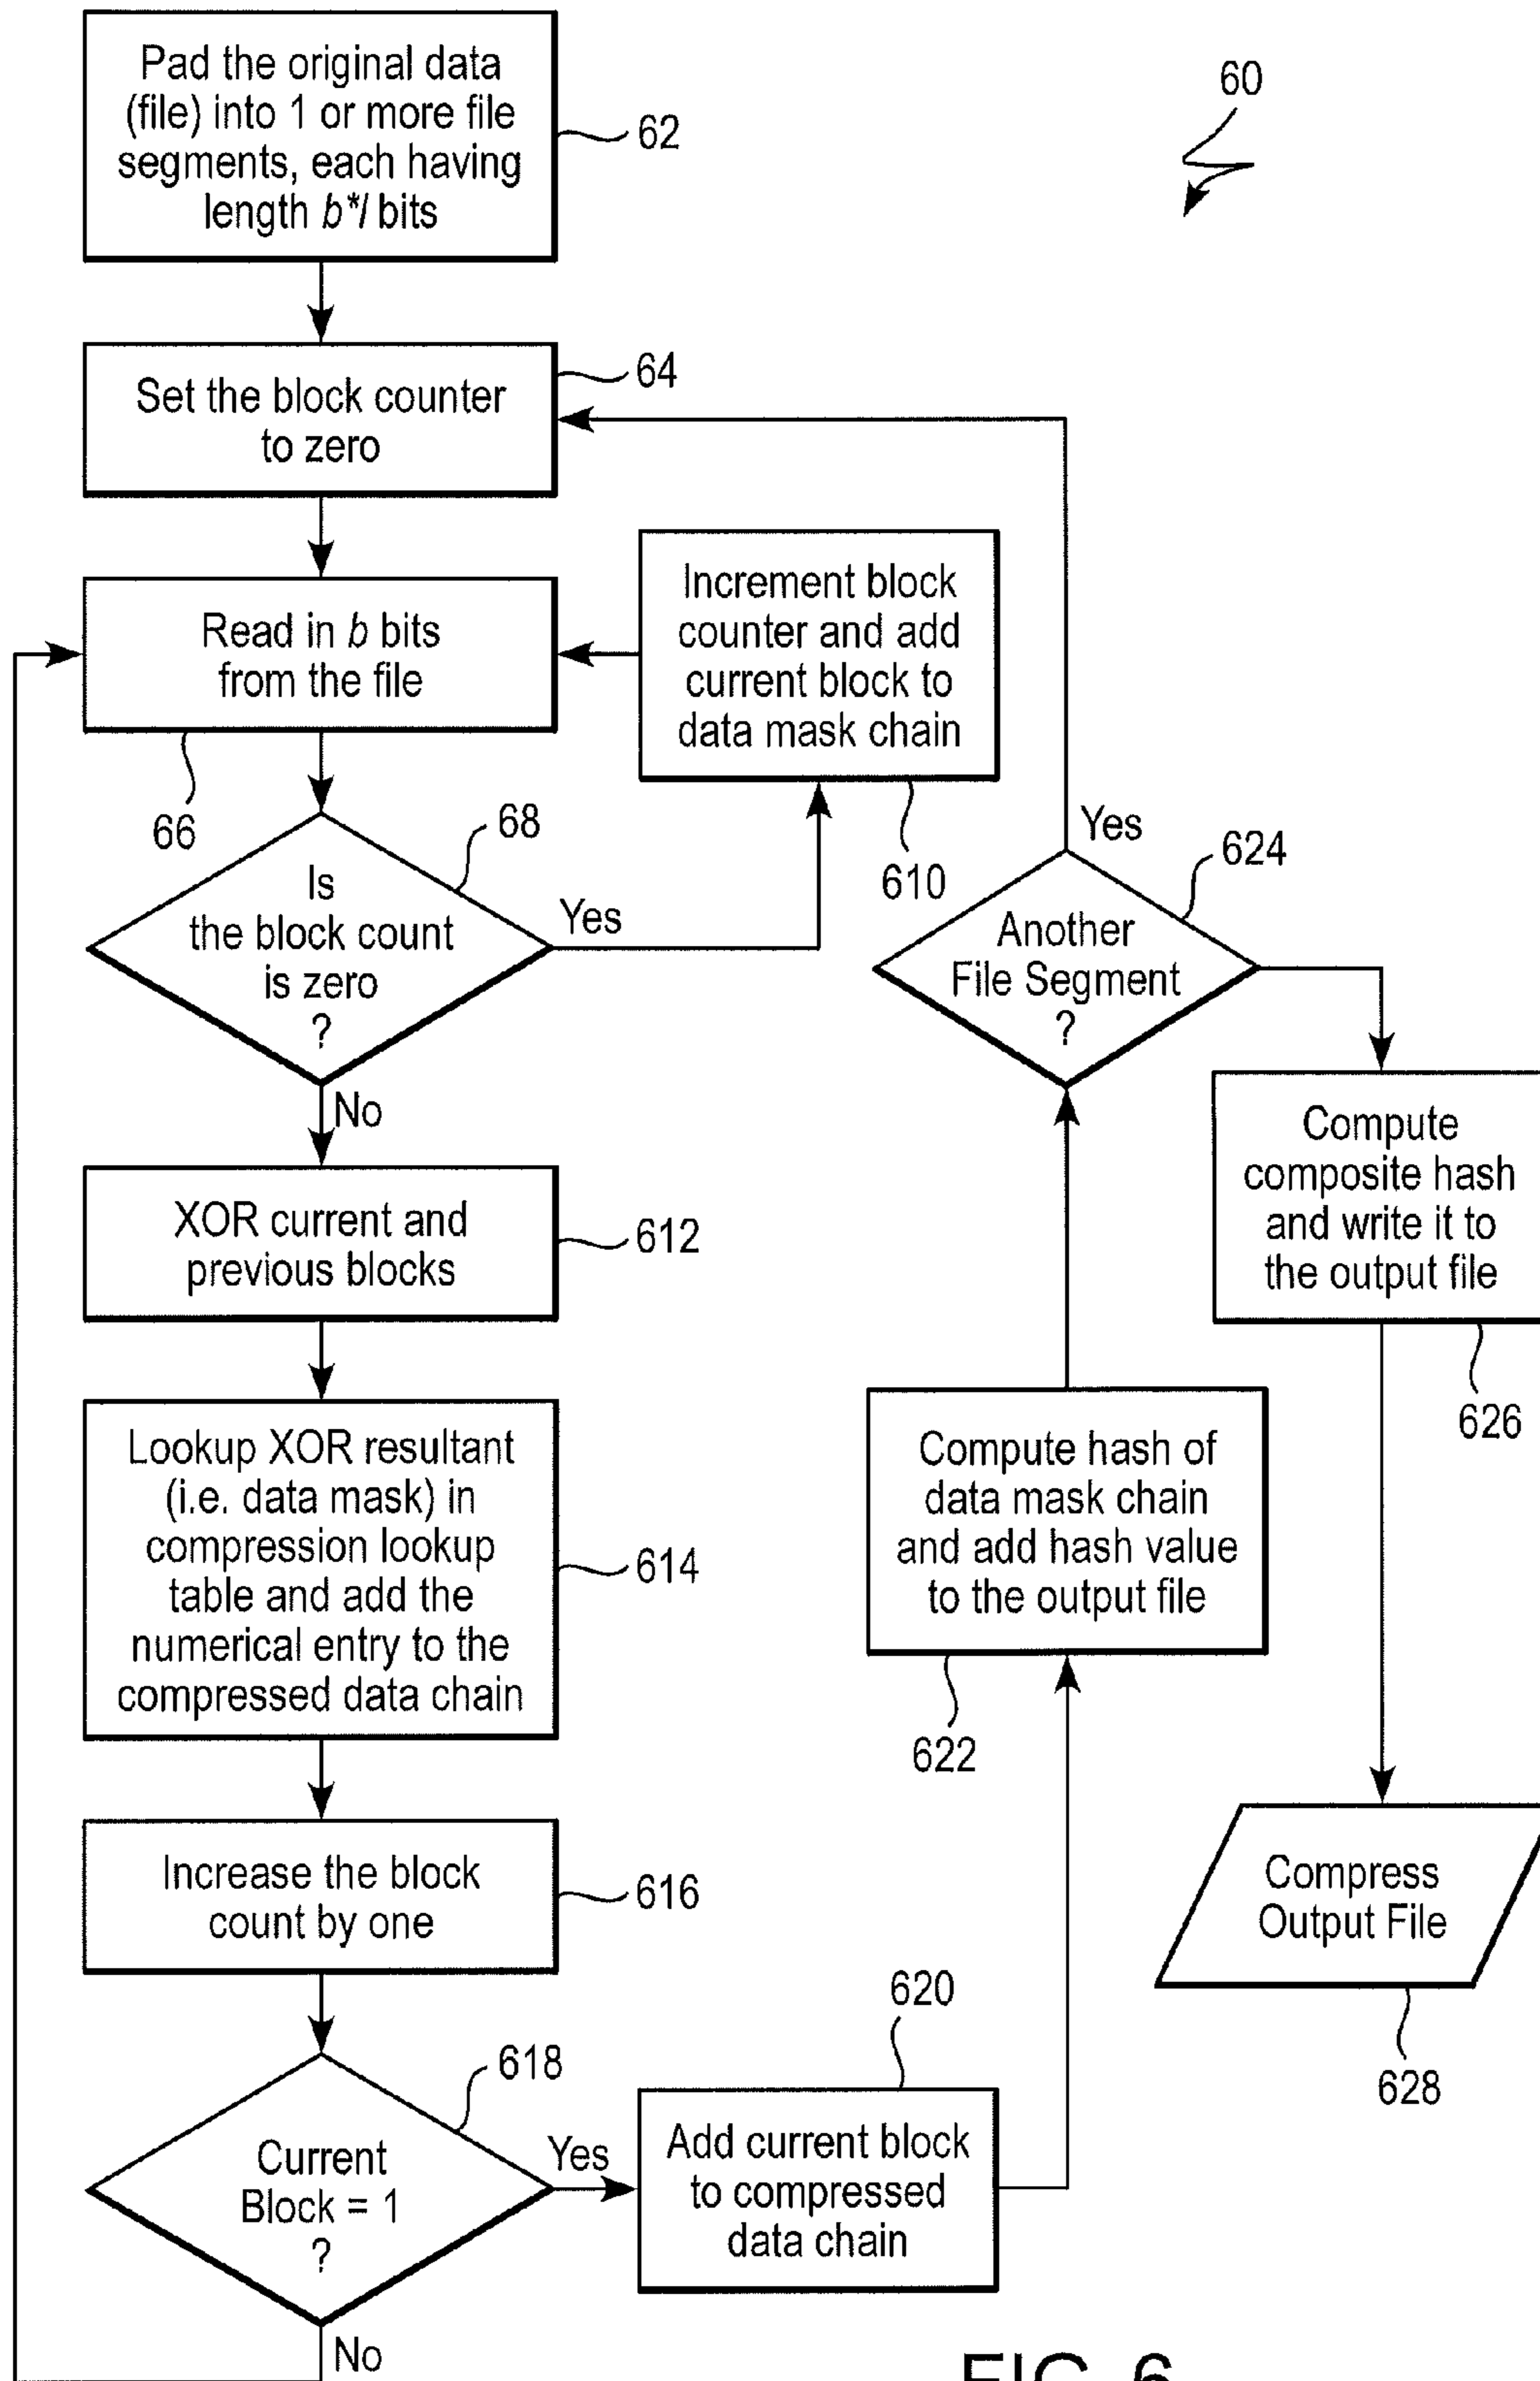 Pad the original data
(file) into 1 or more file
segments, each having
length b*l bits
62
60
Set the block counter
to zero
64
Read in b bits
from the file
66
Increment block
counter and add
current block to
data mask chain
610
Is
the block count
is zero
?
68
Yes
No
XOR current and
previous blocks
612
Lookup XOR resultant
(i.e. data mask) in
compression lookup
table and add the
numerical entry to the
compressed data chain
614
Increase the block
count by one
616
Current
Block = 1
?
618
Yes
No
Add current block
to compressed
data chain
620
Compute hash of
data mask chain
and add hash value
to the output file
622
Another
File Segment
?
624
Yes
Compute
composite hash
and write it to
the output file
626
Compress
Output File
628
FIG. 6